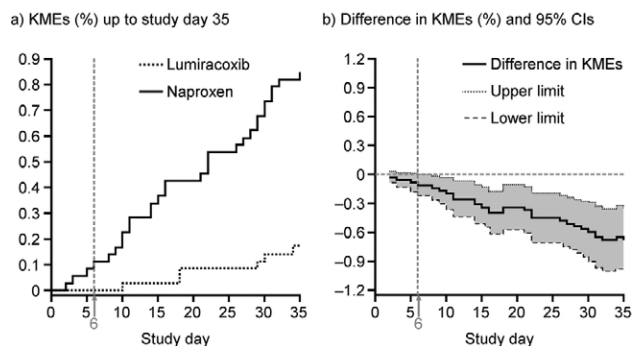 a) KMEs (%) up to study day 35
0.9
0.8
0.7
0.6
0.5
0.4
0.3
0.2
0.1
0
Lumiracoxib
Naproxen
0 5 10 15 20 25 30 35
6
Study day
b) Difference in KMEs (%) and 95% CIs
1.2
0.9
0.6
0.3
0
–0.3
–0.6
–0.9
–1.2
Difference in KMEs
Upper limit
Lower limit
0 5 10 15 20 25 30 35
6
Study day